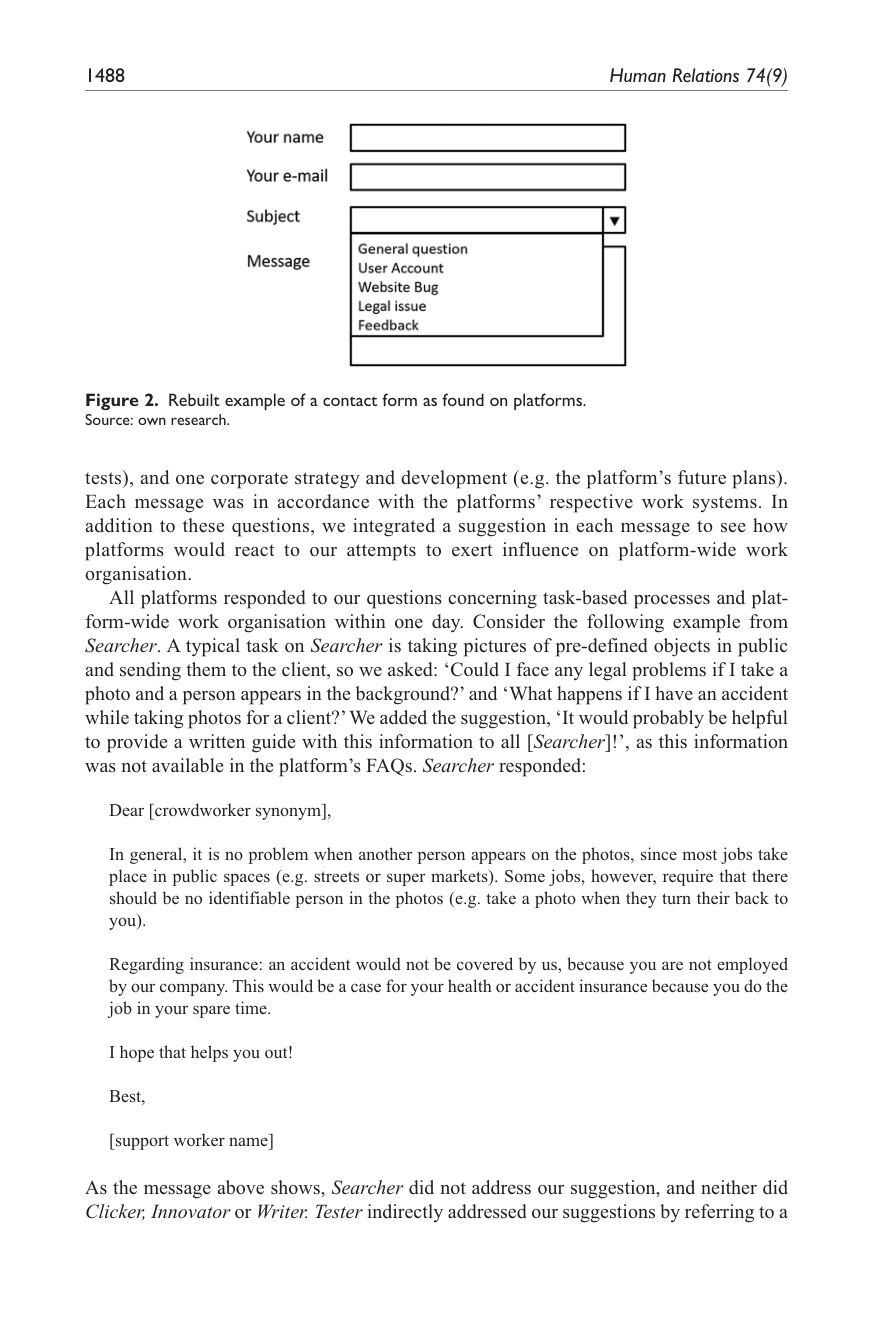 1488
Human Relations 74(9)
Your name
Your e-mail
Subject
▼
Message
General question
User Account
Website Bug
Legal issue
Feedback
Figure 2. Rebuilt example of a contact form as found on platforms.
Source: own research.
tests), and one corporate strategy and development (e.g. the platform’s future plans).
Each message was in accordance with the platforms’ respective work systems. In
addition to these questions, we integrated a suggestion in each message to see how
platforms would react to our attempts to exert influence on platform-wide work
organisation.
All platforms responded to our questions concerning task-based processes and plat-
form-wide work organisation within one day. Consider the following example from
Searcher. A typical task on Searcher is taking pictures of pre-defined objects in public
and sending them to the client, so we asked: ‘Could I face any legal problems if I take a
photo and a person appears in the background?’ and ‘What happens if I have an accident
while taking photos for a client?’ We added the suggestion, ‘It would probably be helpful
to provide a written guide with this information to all [Searcher]!’, as this information
was not available in the platform’s FAQs. Searcher responded:
Dear [crowdworker synonym],
In general, it is no problem when another person appears on the photos, since most jobs take
place in public spaces (e.g. streets or super markets). Some jobs, however, require that there
should be no identifiable person in the photos (e.g. take a photo when they turn their back to
you).
Regarding insurance: an accident would not be covered by us, because you are not employed
by our company. This would be a case for your health or accident insurance because you do the
job in your spare time.
I hope that helps you out!
Best,
[support worker name]
As the message above shows, Searcher did not address our suggestion, and neither did
Clicker, Innovator or Writer. Tester indirectly addressed our suggestions by referring to a